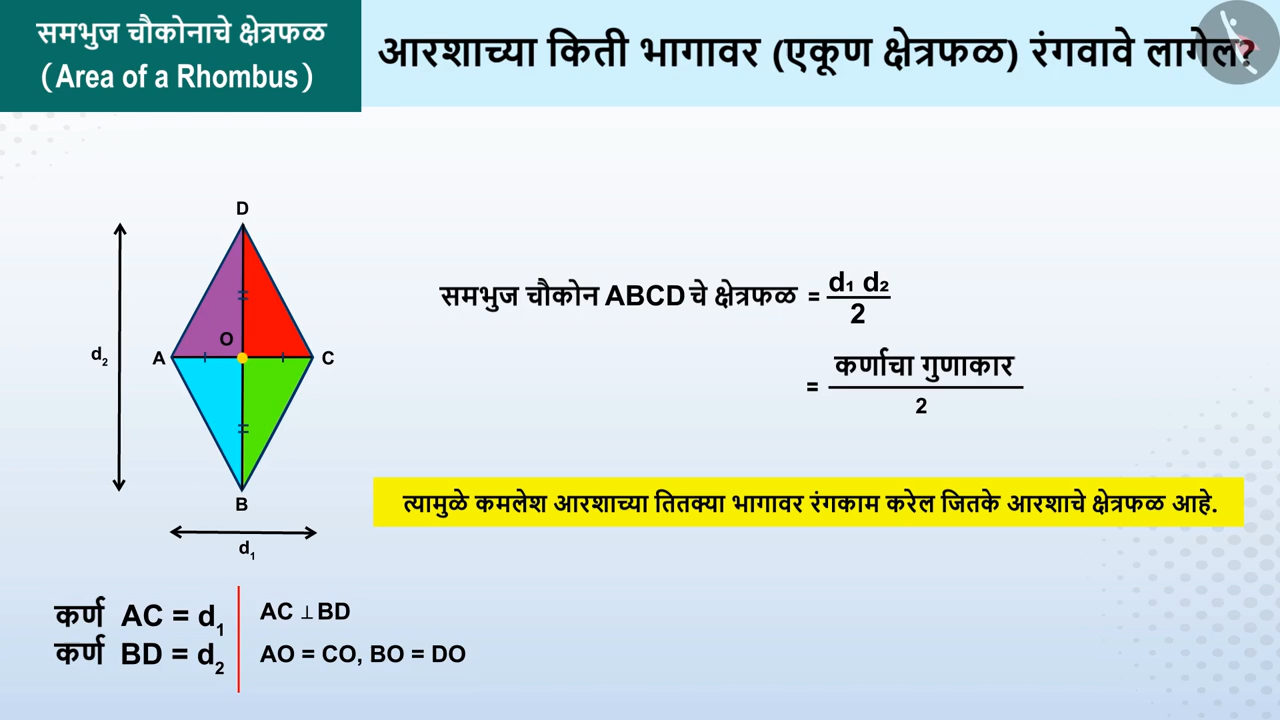 समभुज चौकोनाचे क्षेत्रफळ
(Area of a Rhombus)
आरशाच्या किती भागावर (एकूण क्षेत्रफळ) रंगवावे लागेल?
D
d₂
O
A
C
B
d₁
समभुज चौकोन ABCD चे क्षेत्रफळ = d₁ d₂
2
= कर्णाचा गुणाकार
2
त्यामुळे कमलेश आरशाच्या तितक्या भागावर रंगकाम करेल जितके आरशाचे क्षेत्रफळ आहे.
कर्ण AC = d₁
कर्ण BD = d₂
AC ⊥ BD
AO = CO, BO = DO